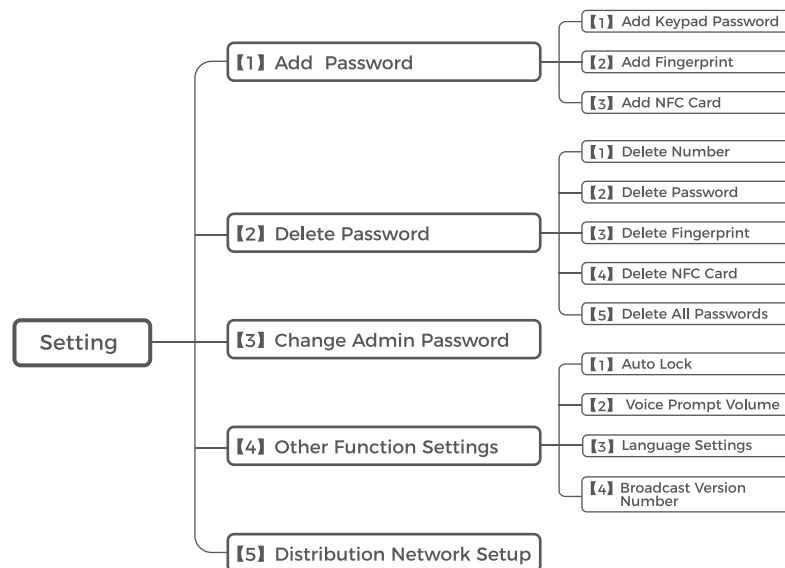 Setting
【1】Add Password
【1】Add Keypad Password
【2】Add Fingerprint
【3】Add NFC Card
【2】Delete Password
【1】Delete Number
【2】Delete Password
【3】Delete Fingerprint
【4】Delete NFC Card
【5】Delete All Passwords
【3】Change Admin Password
【4】Other Function Settings
【1】Auto Lock
【2】Voice Prompt Volume
【3】Language Settings
【4】Broadcast Version
Number
【5】Distribution Network Setup